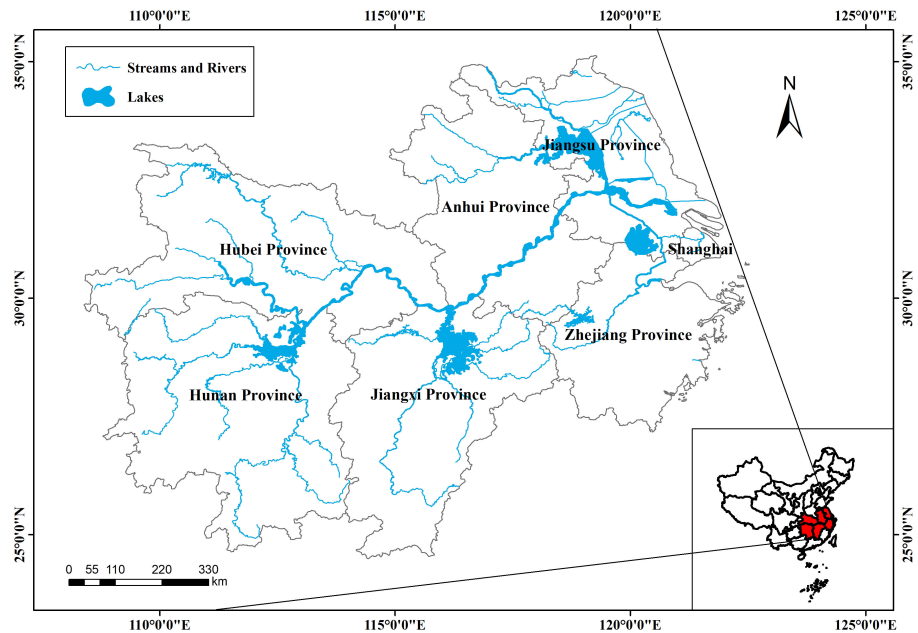 110°0'0"E
115°0'0"E
120°0'0"E
125°0'0"E
35°0'0"N
35°0'0"N
Streams and Rivers
Lakes
N
Jiangsu Province
Anhui Province
Hubei Province
Shanghai
30°0'0"N
30°0'0"N
Zhejiang Province
Hunan Province
Jiangxi Province
25°0'0"N
25°0'0"N
0 55 110 220 330
km
110°0'0"E
115°0'0"E
120°0'0"E
125°0'0"E